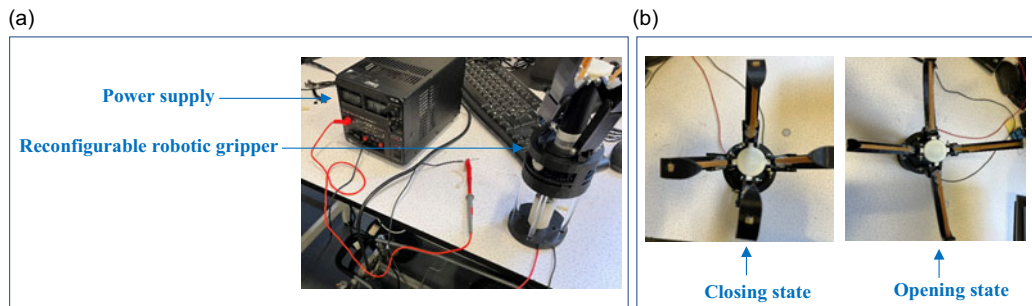 (a)
(b)
Power supply
Reconfigurable robotic gripper
Closing state
Opening state